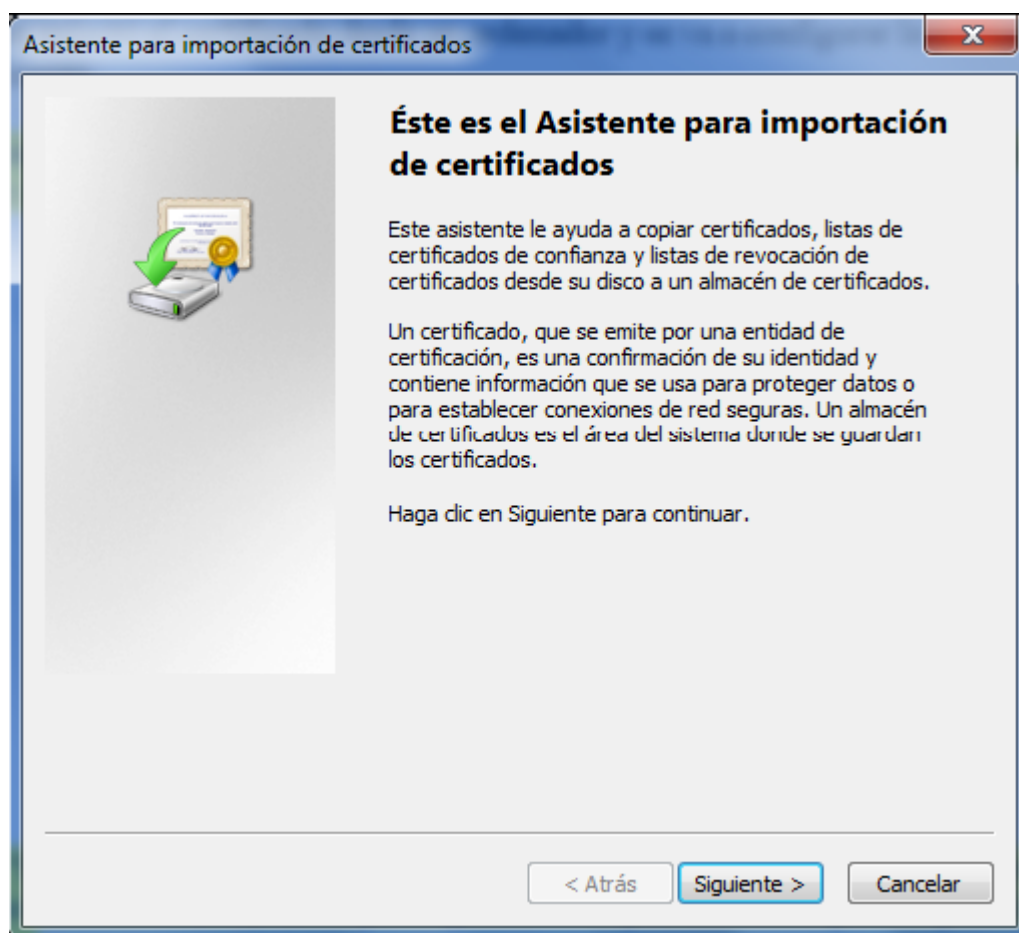 Asistente para importación de certificados
Éste es el Asistente para importación
de certificados
Este asistente le ayuda a copiar certificados, listas de
certificados de confianza y listas de revocación de
certificados desde su disco a un almacén de certificados.
Un certificado, que se emite por una entidad de
certificación, es una confirmación de su identidad y
contiene información que se usa para proteger datos o
para establecer conexiones de red seguras. Un almacén
de certificados es el área del sistema donde se guardan
los certificados.
Haga clic en Siguiente para continuar.
< Atrás Siguiente > Cancelar